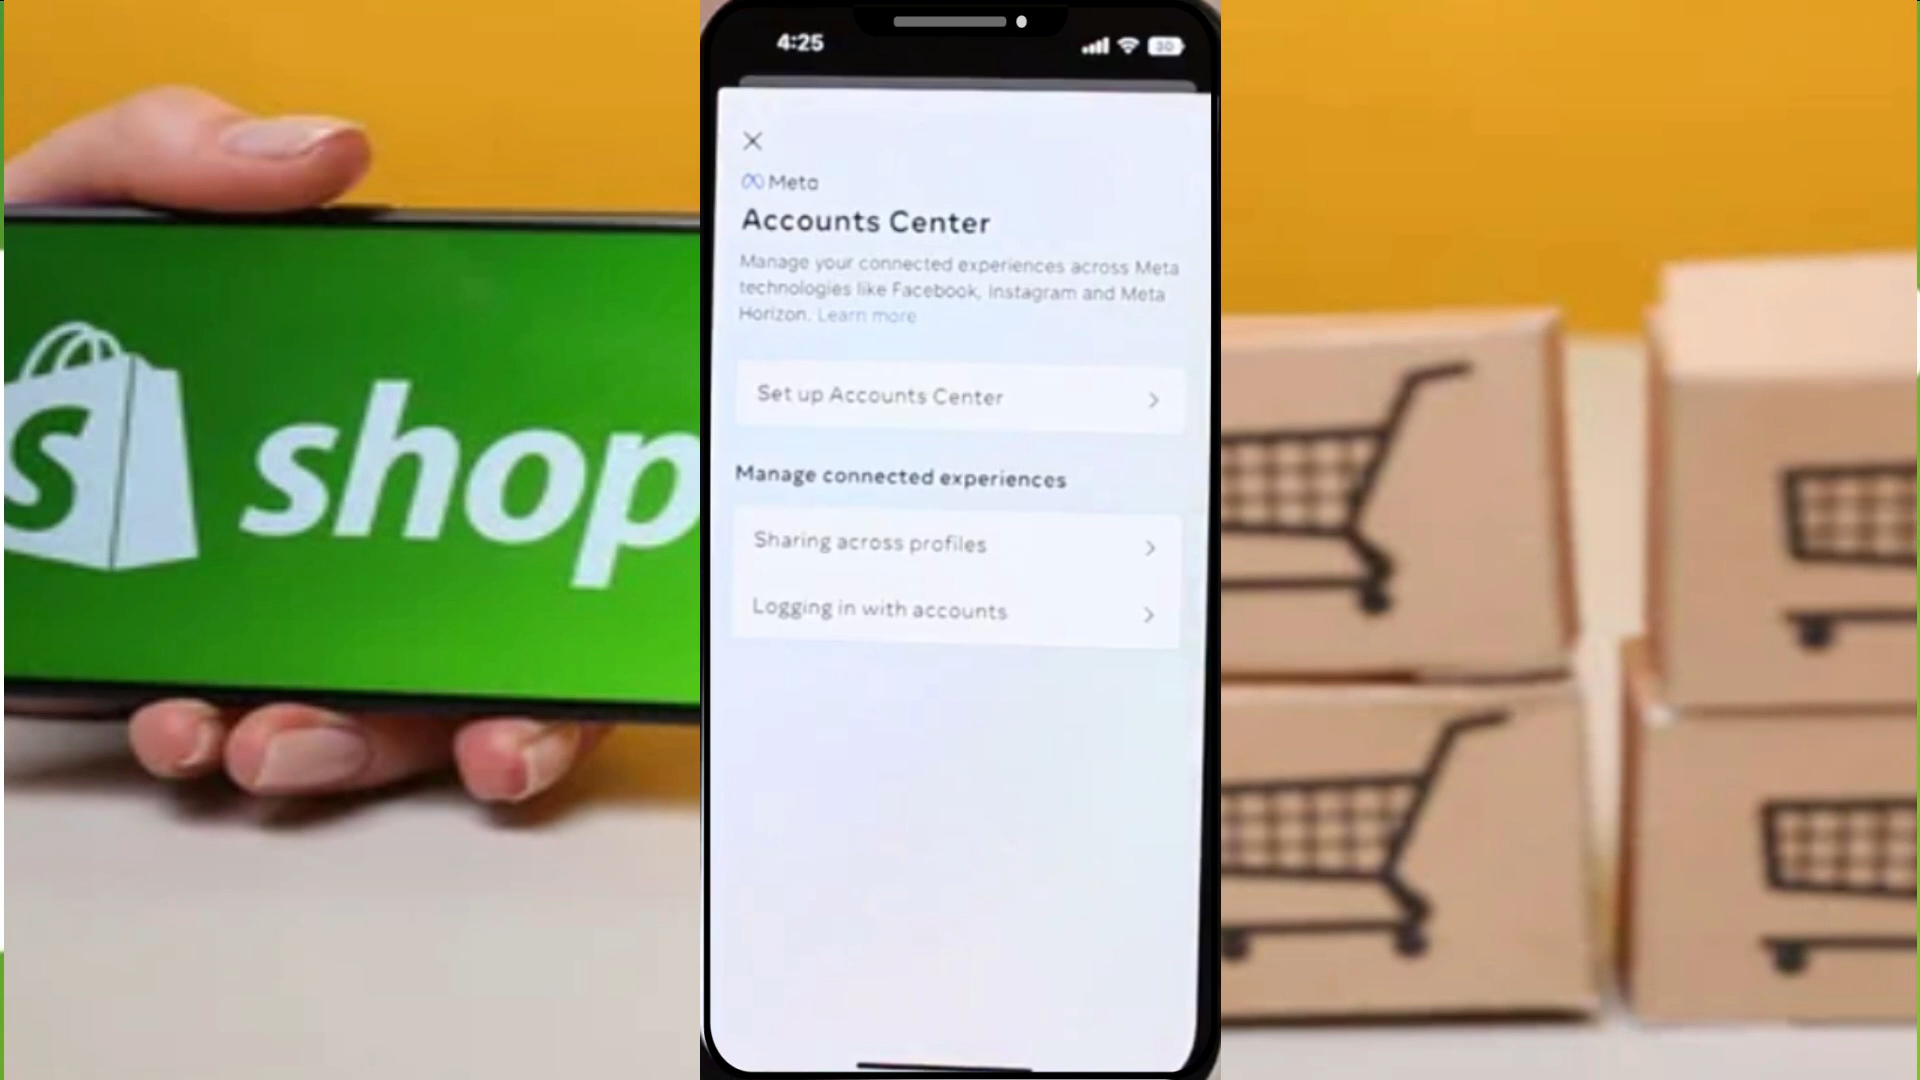 S shop
4:25
30
Meta
Accounts Center
Manage your connected experiences across Meta
technologies like Facebook, Instagram and Meta
Horizon. Learn more
Set up Accounts Center
Manage connected experiences
Sharing across profiles
Logging in with accounts